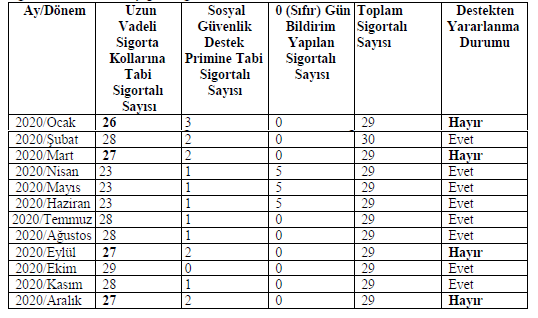 Ay/Dönem | Uzun Vadeli Sigorta Kollarına Tabi Sigortalı Sayısı | Sosyal Güvenlik Destek Primine Tabi Sigortalı Sayısı | 0 (Sıfır) Gün Bildirim Yapılan Sigortalı Sayısı | Toplam Sigortalı Sayısı | Destekten Yararlanma Durumu
2020/Ocak | 26 | 3 | 0 | 29 | Hayır
2020/Şubat | 28 | 2 | 0 | 30 | Evet
2020/Mart | 27 | 2 | 0 | 29 | Hayır
2020/Nisan | 23 | 1 | 5 | 29 | Evet
2020/Mayıs | 23 | 1 | 5 | 29 | Evet
2020/Haziran | 23 | 1 | 5 | 29 | Evet
2020/Temmuz | 28 | 1 | 0 | 29 | Evet
2020/Ağustos | 28 | 1 | 0 | 29 | Evet
2020/Eylül | 27 | 2 | 0 | 29 | Hayır
2020/Ekim | 29 | 0 | 0 | 29 | Evet
2020/Kasım | 28 | 1 | 0 | 29 | Evet
2020/Aralık | 27 | 2 | 0 | 29 | Hayır